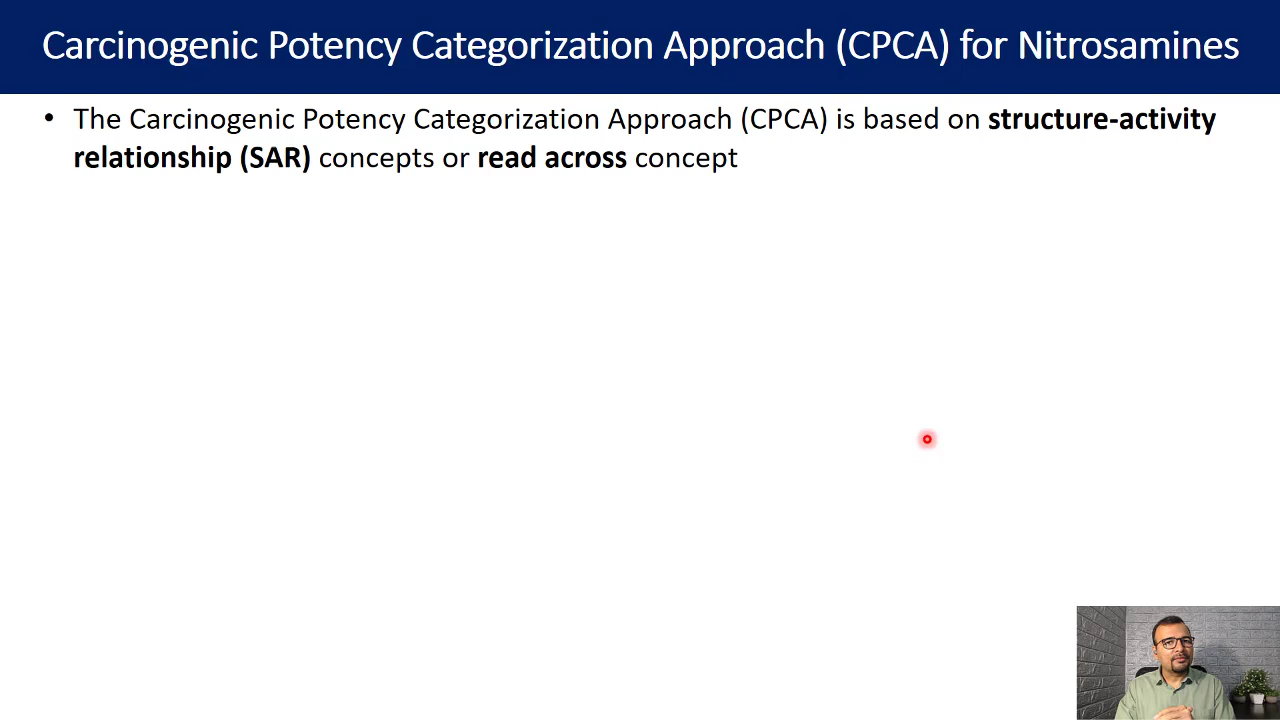 Carcinogenic Potency Categorization Approach (CPCA) for Nitrosamines
• The Carcinogenic Potency Categorization Approach (CPCA) is based on structure-activity
relationship (SAR) concepts or read across concept